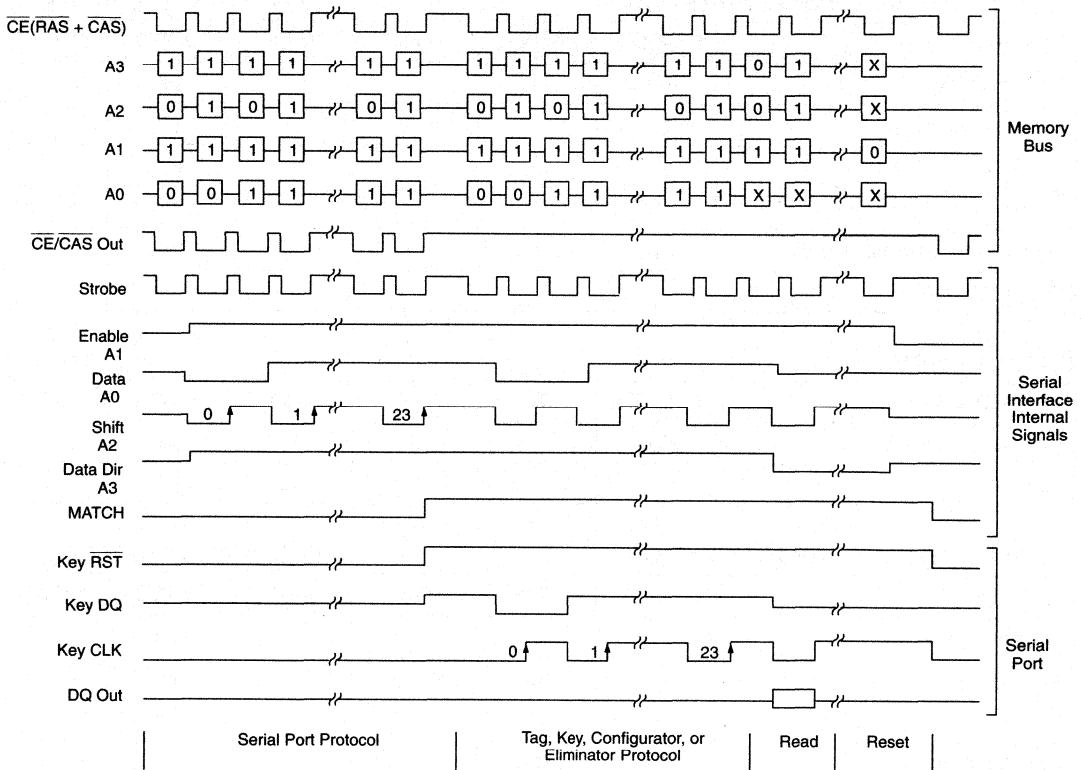 CE(RAS + CAS)
A3 1 1 1 1 1 1 1 1 1 1 1 1 0 1 X
A2 0 1 0 1 0 1 0 1 0 1 0 1 0 1 X
A1 1 1 1 1 1 1 1 1 1 1 1 1 1 1 0
A0 0 0 1 1 1 1 0 0 1 1 1 1 X X X
Memory
Bus
CE/CAS Out
Strobe
Enable
A1
Data
A0
Shift 0 1 23
A2
Data Dir
A3
MATCH
Serial
Interface
Internal
Signals
Key RST
Key DQ
Key CLK 0 1 23
DQ Out
Serial
Port
Serial Port Protocol
Tag, Key, Configurator, or
Eliminator Protocol
Read
Reset